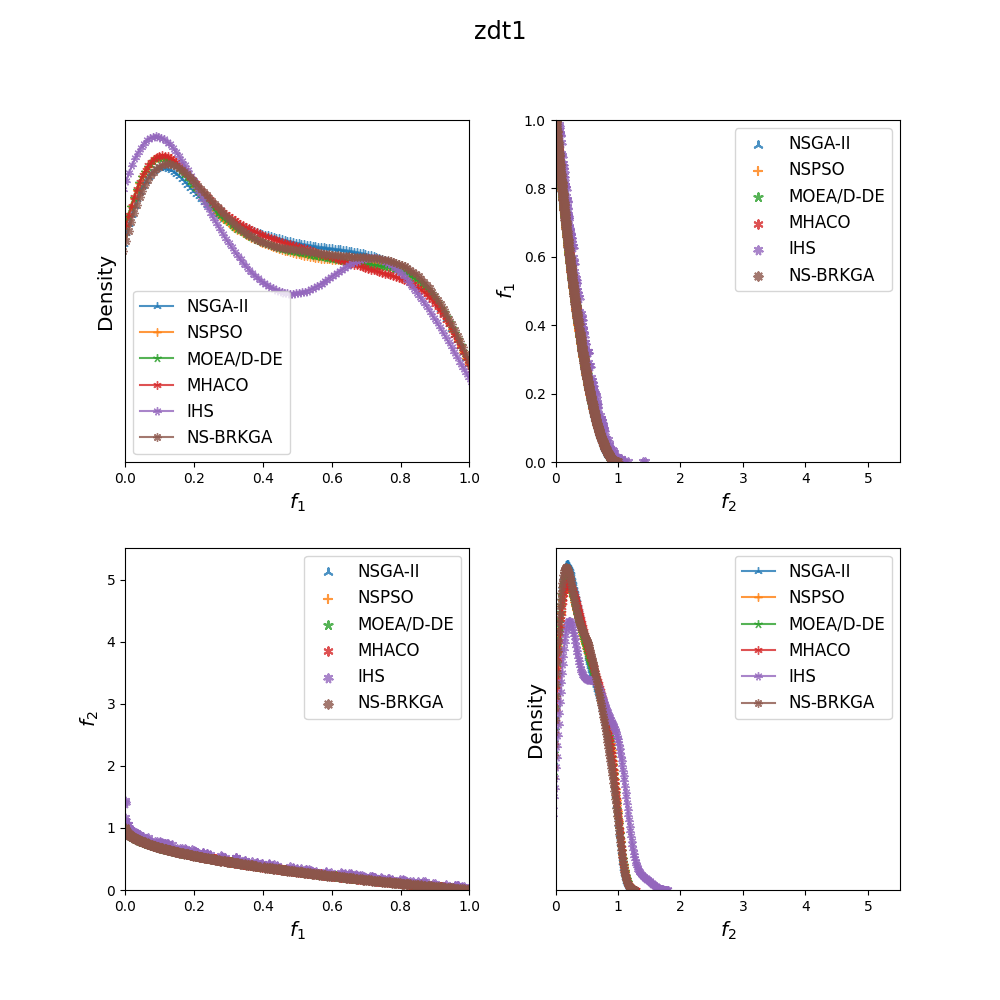 zdt1
Density
NSGA-II
NSPSO
MOEA/D-DE
MHACO
IHS
NS-BRKGA
0.0 0.2 0.4 0.6 0.8 1.0
f₁
f₁
1.0
0.8
0.6
0.4
0.2
0.0
NSGA-II
NSPSO
MOEA/D-DE
MHACO
IHS
NS-BRKGA
0 1 2 3 4 5
f₂
f₂
5
4
3
2
1
0
NSGA-II
NSPSO
MOEA/D-DE
MHACO
IHS
NS-BRKGA
0.0 0.2 0.4 0.6 0.8 1.0
f₁
Density
NSGA-II
NSPSO
MOEA/D-DE
MHACO
IHS
NS-BRKGA
0 1 2 3 4 5
f₂